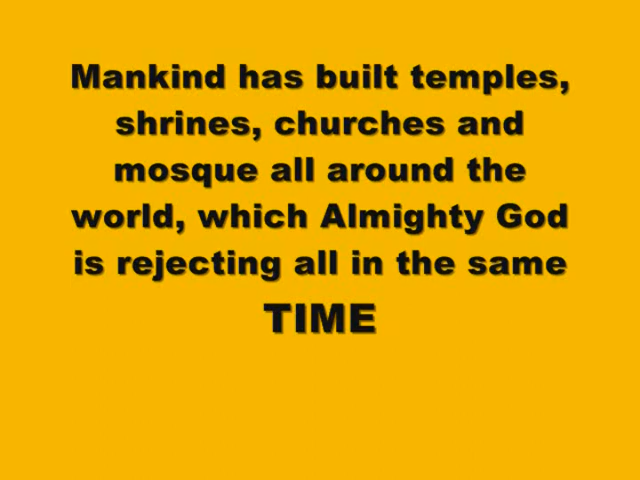 Mankind has built temples,
shrines, churches and
mosque all around the
world, which Almighty God
is rejecting all in the same
TIME